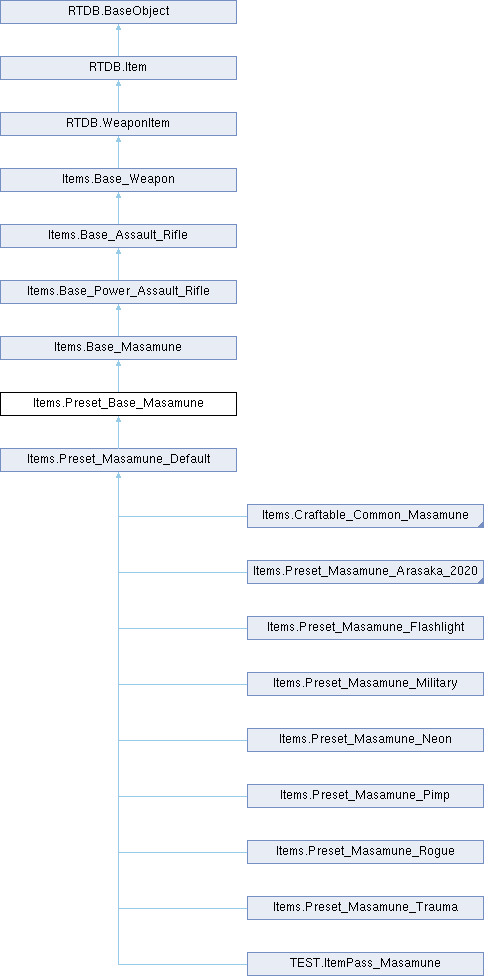 RTDB.BaseObject
RTDB.Item
RTDB.WeaponItem
Items.Base_Weapon
Items.Base_Assault_Rifle
Items.Base_Power_Assault_Rifle
Items.Base_Masamune
Items.Preset_Base_Masamune
Items.Preset_Masamune_Default
Items.Craftable_Common_Masamune
Items.Preset_Masamune_Arasaka_2020
Items.Preset_Masamune_Flashlight
Items.Preset_Masamune_Military
Items.Preset_Masamune_Neon
Items.Preset_Masamune_Pimp
Items.Preset_Masamune_Rogue
Items.Preset_Masamune_Trauma
TEST.ItemPass_Masamune